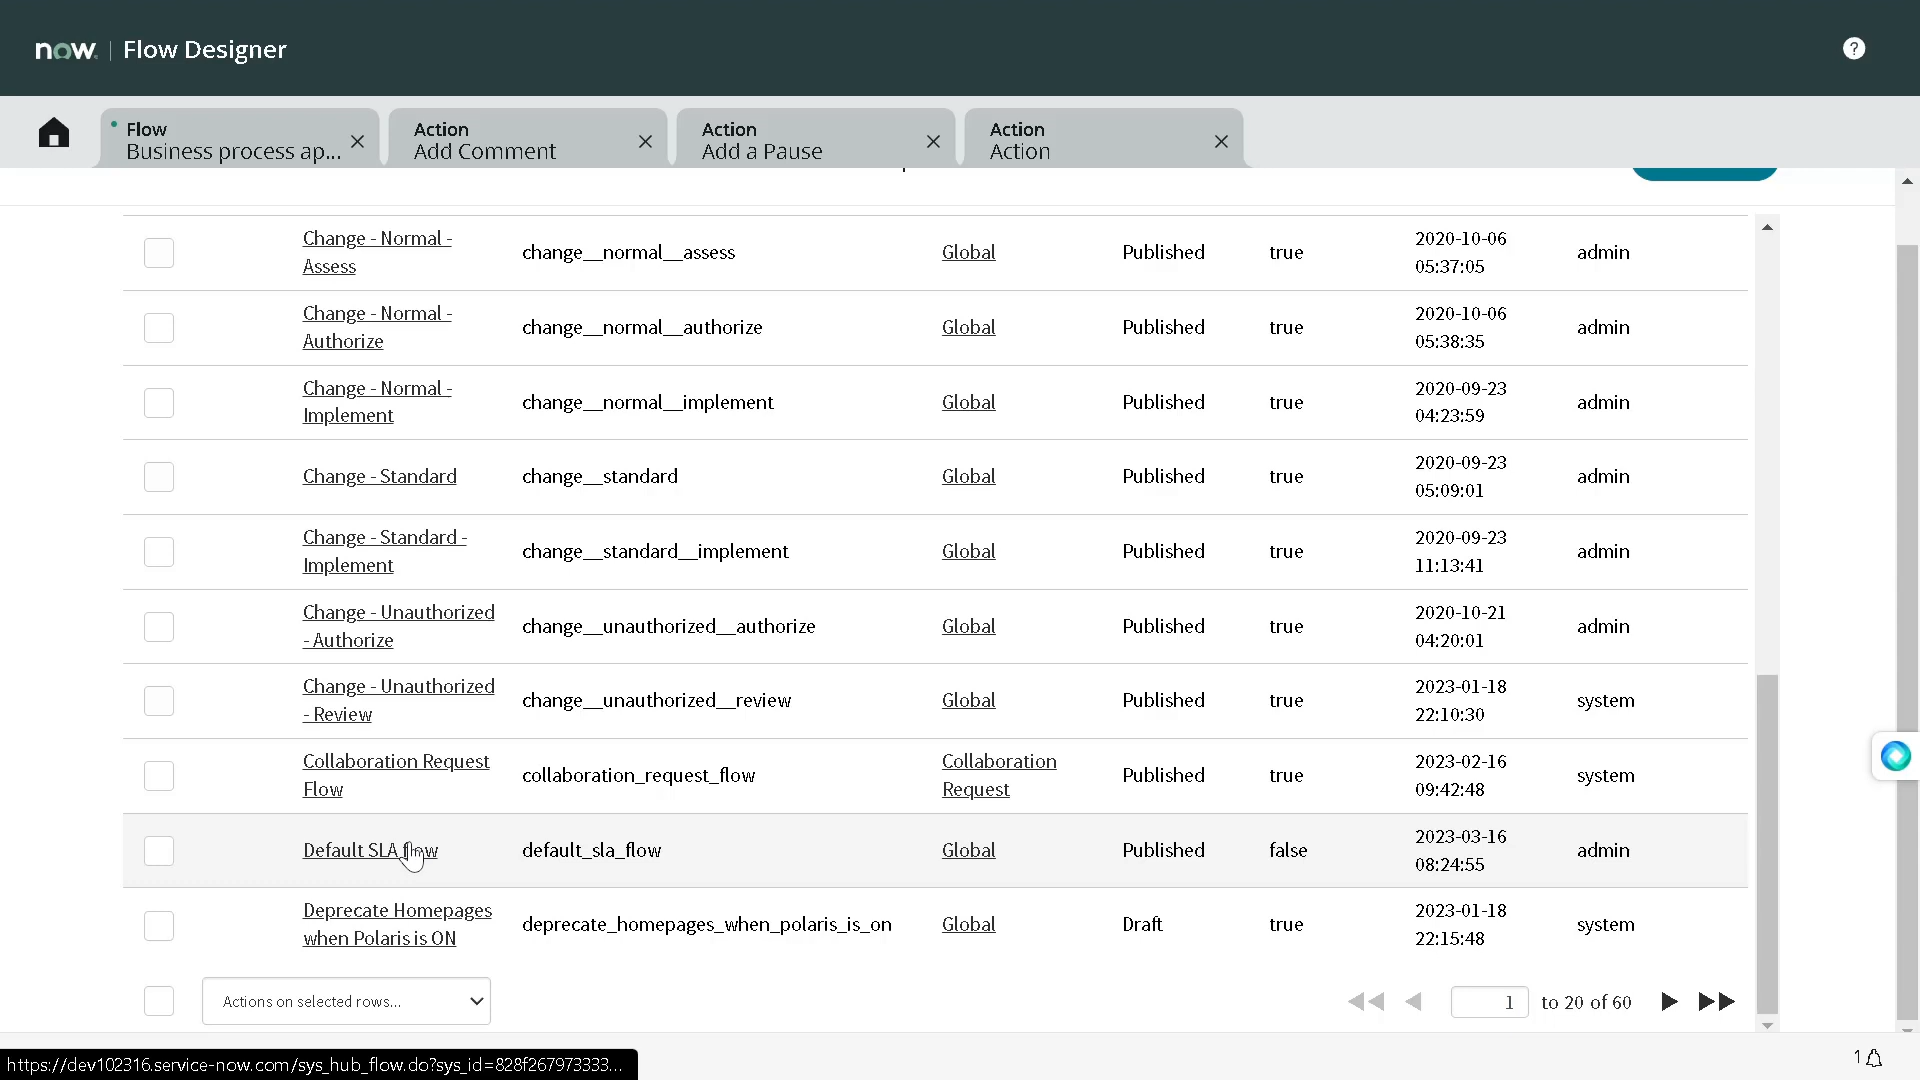 now. | Flow Designer
?
Flow
Business process ap...
Action
Add Comment
Action
Add a Pause
Action
Action
Change - Normal -
Assess
change__normal__assess
Global
Published
true
2020-10-06
05:37:05
admin
Change - Normal -
Authorize
change__normal__authorize
Global
Published
true
2020-10-06
05:38:35
admin
Change - Normal -
Implement
change__normal__implement
Global
Published
true
2020-09-23
04:23:59
admin
Change - Standard
change__standard
Global
Published
true
2020-09-23
05:09:01
admin
Change - Standard -
Implement
change__standard__implement
Global
Published
true
2020-09-23
11:13:41
admin
Change - Unauthorized
- Authorize
change__unauthorized__authorize
Global
Published
true
2020-10-21
04:20:01
admin
Change - Unauthorized
- Review
change__unauthorized__review
Global
Published
true
2023-01-18
22:10:30
system
Collaboration Request
Flow
collaboration_request_flow
Collaboration
Request
Published
true
2023-02-16
09:42:48
system
Default SLA flow
default_sla_flow
Global
Published
false
2023-03-16
08:24:55
admin
Deprecate Homepages
when Polaris is ON
deprecate_homepages_when_polaris_is_on
Global
Draft
true
2023-01-18
22:15:48
system
Actions on selected rows...
1 to 20 of 60
https://dev102316.service-now.com/sys_hub_flow.do?sys_id=828f267973333...
1